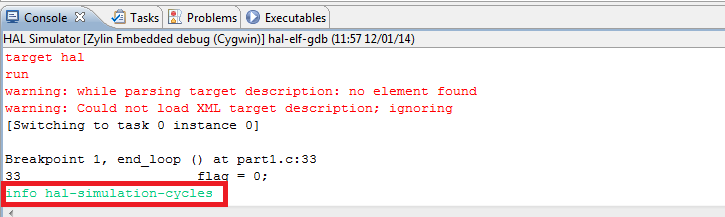 Console Tasks Problems Executables
HAL Simulator [Zylin Embedded debug (Cygwin)] hal-elf-gdb (11:57 12/01/14)
target hal
run
warning: while parsing target description: no element found
warning: Could not load XML target description; ignoring
[Switching to task 0 instance 0]
Breakpoint 1, end_loop () at part1.c:33
33 flag = 0;
info hal-simulation-cycles